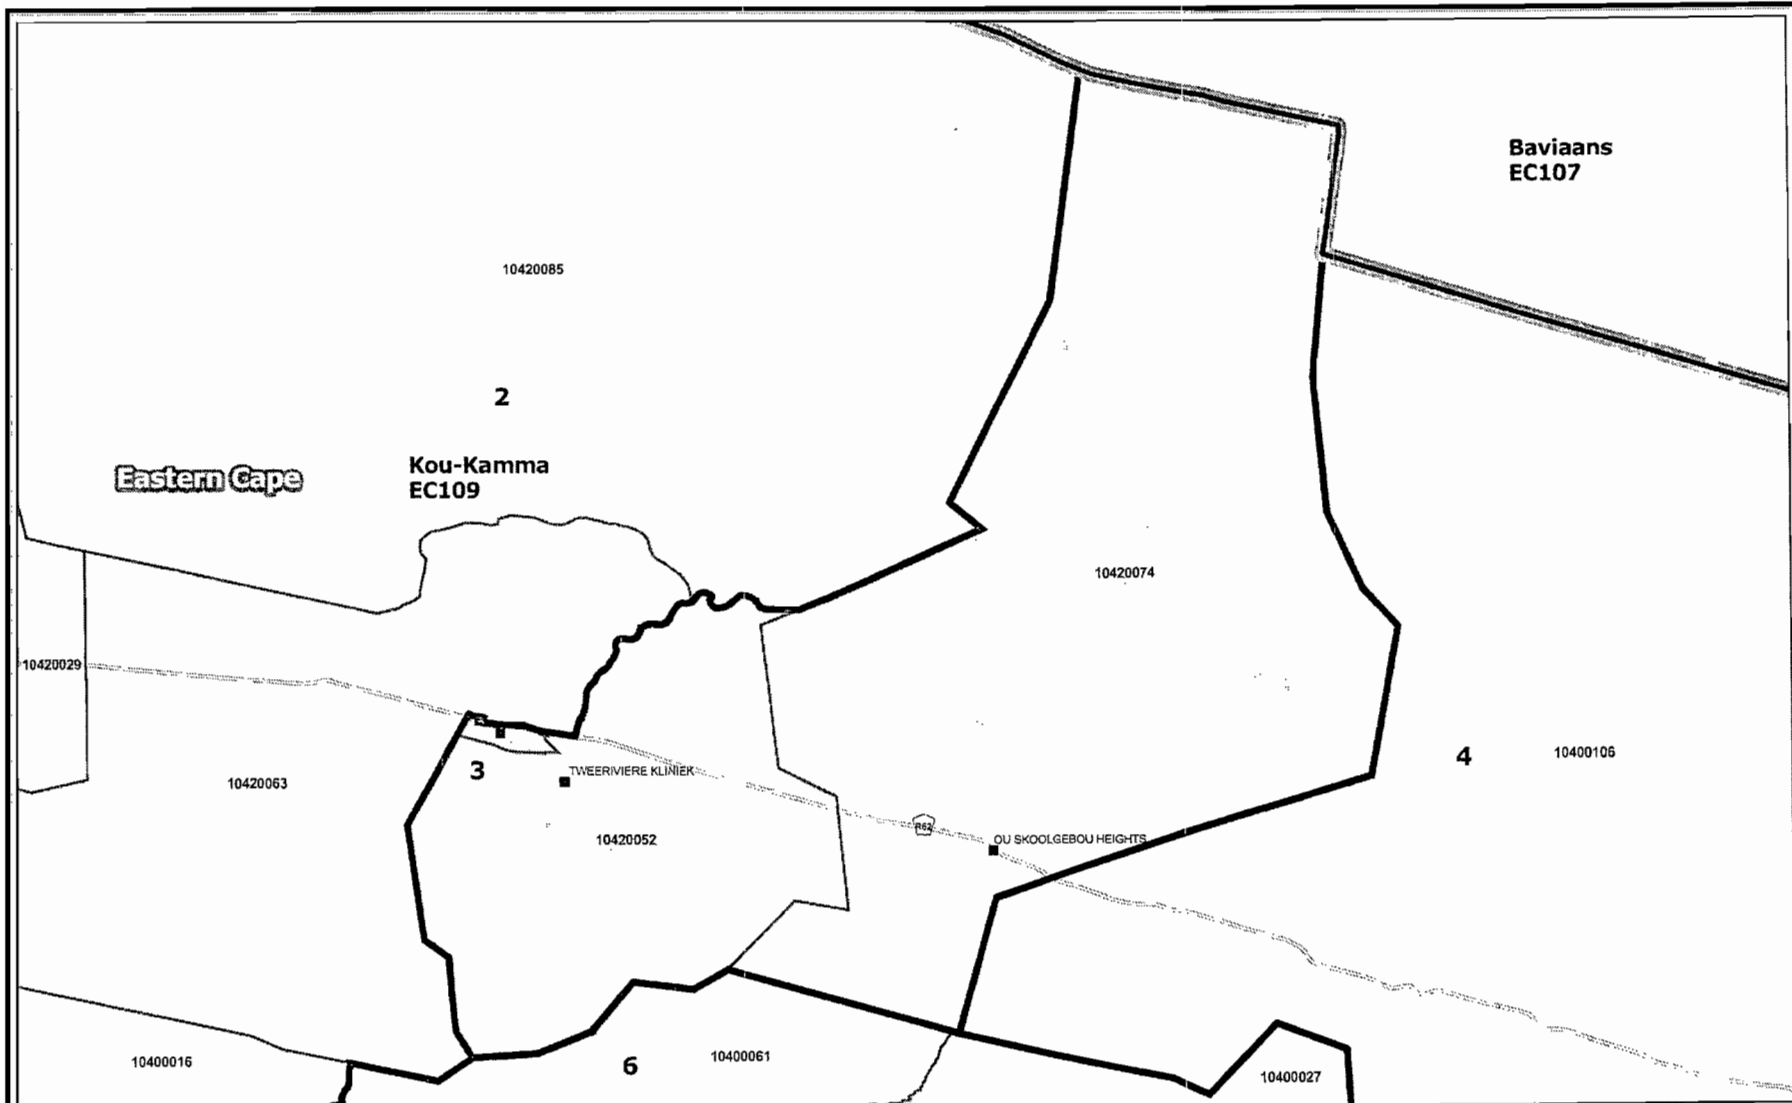 Baviaans
EC107
10420085
2
Kou-Kamma
EC109
Eastern Cape
10420074
10420029
10420063
3
TWEERIVIERE KLINIEK
4
10400106
10420052
R62
OU SKOOLGEBOU HEIGHTS
10400016
6
10400061
10400027